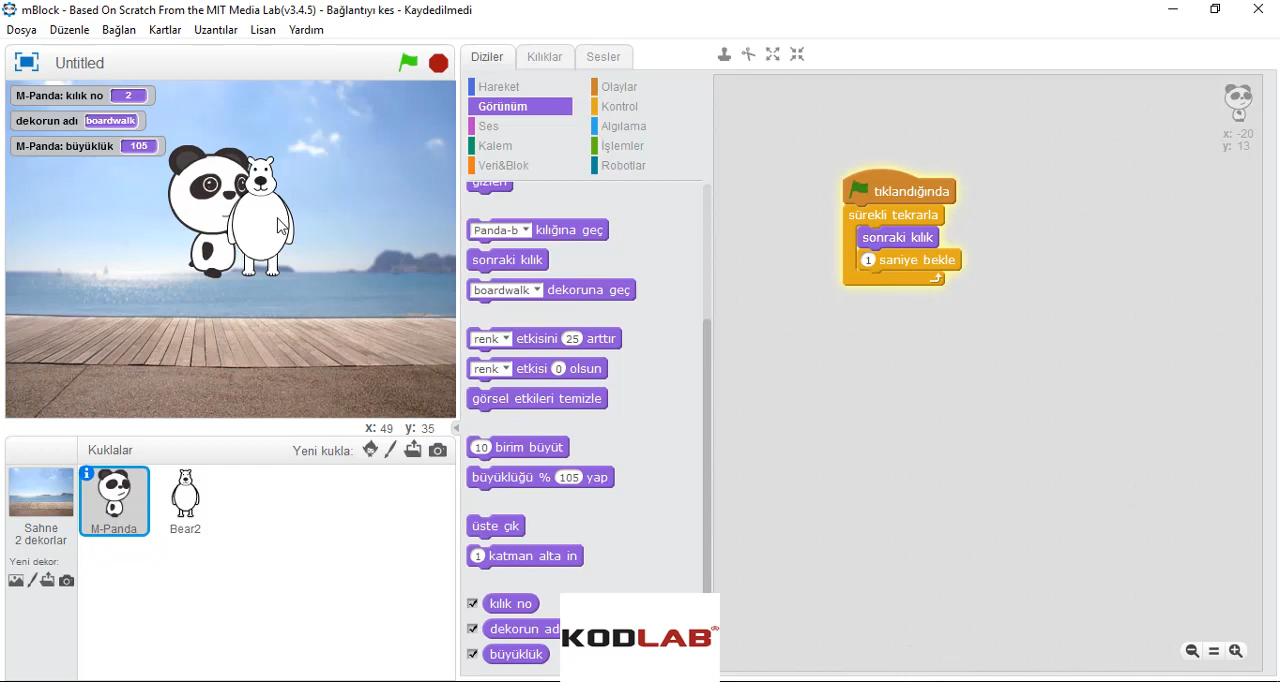 mBlock - Based On Scratch From the MIT Media Lab(v3.4.5) - Bağlantıyı kes - Kaydedilmedi
Dosya Düzenle Bağlan Kartlar Uzantılar Lisan Yardım
Untitled
M-Panda: kılık no 2
dekorun adı boardwalk
M-Panda: büyüklük 105
x: 49 y: 35
Kuklalar
Yeni kukla:
M-Panda
Bear2
Sahne
2 dekorlar
Yeni dekor:
Diziler Kılıklar Sesler
Hareket Olaylar
Görünüm Kontrol
Ses Algılama
Kalem İşlemler
Veri&Blok Robotlar
gizlen
Panda-b kılığına geç
sonraki kılık
boardwalk dekoruna geç
renk etkisini 25 arttır
renk etkisi 0 olsun
görsel etkileri temizle
10 birim büyüt
büyüklüğü % 105 yap
üste çık
1 katman alta in
kılık no
dekorun ad
büyüklük
KODLAB
x: -20
y: 13
tıklandığında
sürekli tekrarla
sonraki kılık
1 saniye bekle